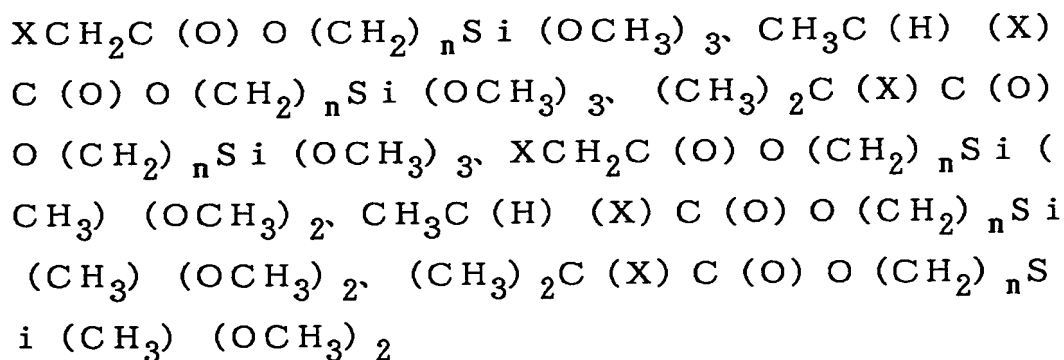 XCH₂C (O) O (CH₂) ₙSi (OCH₃) ₃、 CH₃C (H) (X)
C (O) O (CH₂) ₙSi (OCH₃) ₃、 (CH₃) ₂C (X) C (O)
O (CH₂) ₙSi (OCH₃) ₃、 XCH₂C (O) O (CH₂) ₙSi (
CH₃) (OCH₃) ₂、 CH₃C (H) (X) C (O) O (CH₂) ₙSi
(CH₃) (OCH₃) ₂、 (CH₃) ₂C (X) C (O) O (CH₂) ₙS
i (CH₃) (OCH₃) ₂